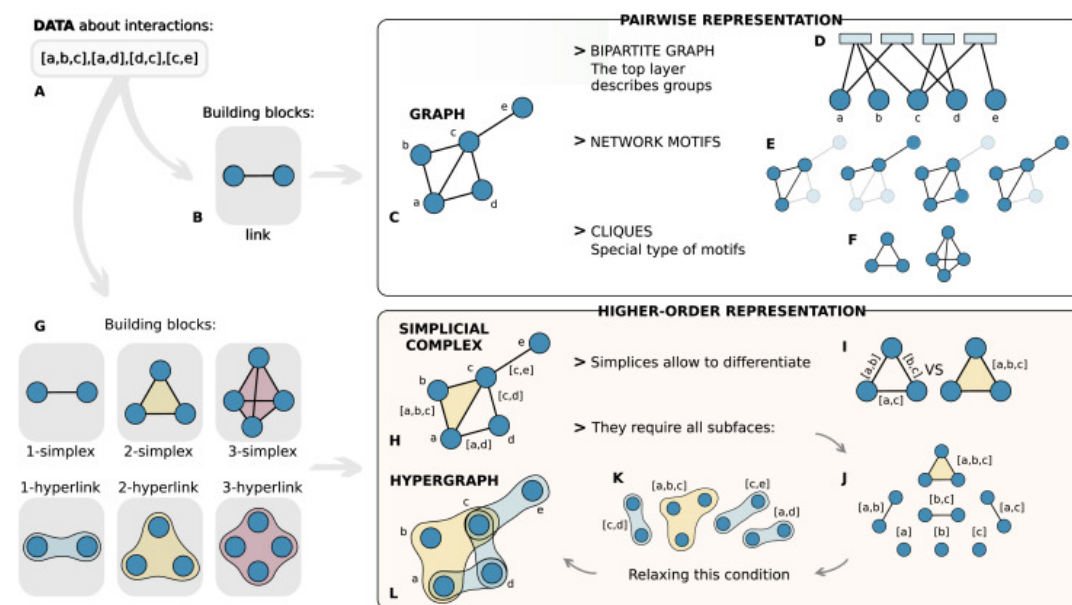 DATA about interactions:
[a,b,c],[a,d],[d,c],[c,e]
A
Building blocks:
B
link
PAIRWISE REPRESENTATION
GRAPH
e
c
b
a
d
C
> BIPARTITE GRAPH
The top layer
describes groups
D
a b c d e
> NETWORK MOTIFS
E
> CLIQUES
Special type of motifs
F
G
Building blocks:
1-simplex 2-simplex 3-simplex
1-hyperlink 2-hyperlink 3-hyperlink
HIGHER-ORDER REPRESENTATION
SIMPLICIAL
COMPLEX
e
c
[c,e]
b
[c,d]
[a,b,c]
a
[a,d]
d
H
> Simplices allow to differentiate
I
[a,b]
[b,c]
[a,c]
VS
[a,b,c]
> They require all subfaces:
J
[a,b,c]
[a,b]
[b,c]
[a,c]
[a] [b] [c]
HYPERGRAPH
c
e
b
a
d
L
K
[a,b,c]
[c,e]
[c,d]
[a,d]
Relaxing this condition